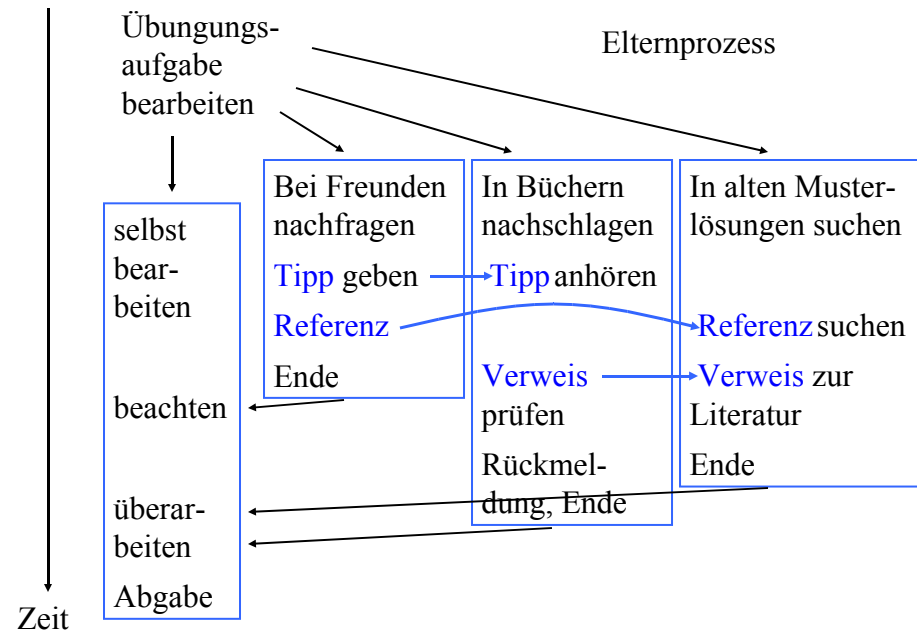 Übungungs-
aufgabe
bearbeiten
Elternprozess
selbst
bear-
beiten
beachten
überar-
beiten
Abgabe
Bei Freunden
nachfragen
Tipp geben
Referenz
Ende
In Büchern
nachschlagen
Tipp anhören
Verweis
prüfen
Rückmel-
dung, Ende
In alten Muster-
lösungen suchen
Referenz suchen
Verweis zur
Literatur
Ende
Zeit